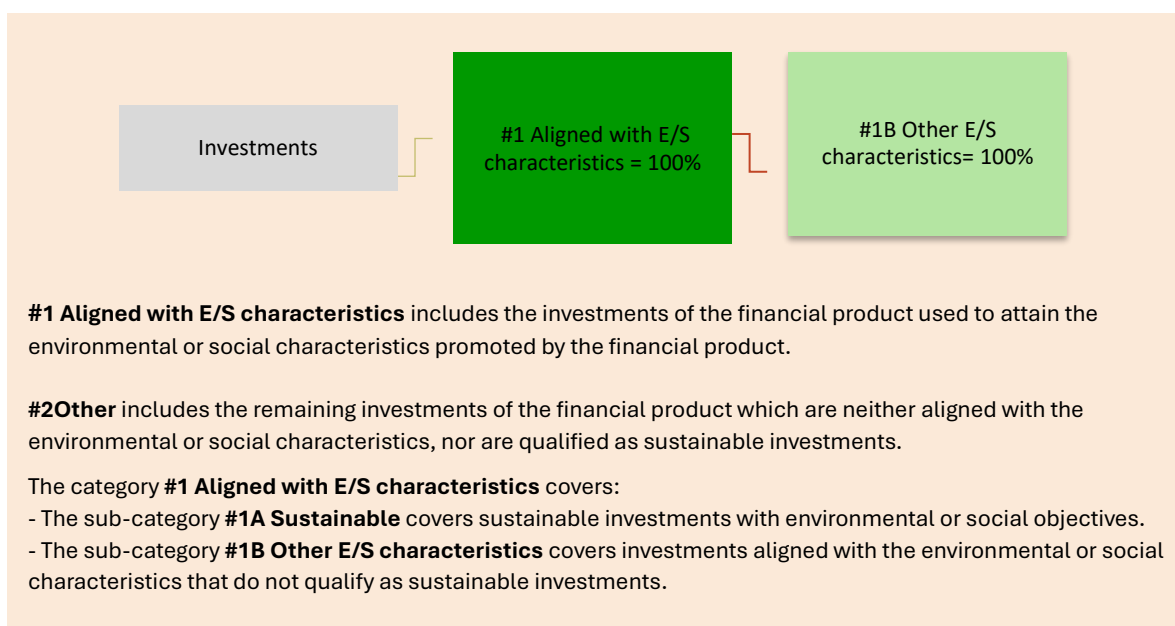 Investments
#1 Aligned with E/S
characteristics = 100%
#1B Other E/S
characteristics= 100%
#1 Aligned with E/S characteristics includes the investments of the financial product used to attain the
environmental or social characteristics promoted by the financial product.
#2Other includes the remaining investments of the financial product which are neither aligned with the
environmental or social characteristics, nor are qualified as sustainable investments.
The category #1 Aligned with E/S characteristics covers:
- The sub-category #1A Sustainable covers sustainable investments with environmental or social objectives.
- The sub-category #1B Other E/S characteristics covers investments aligned with the environmental or social
characteristics that do not qualify as sustainable investments.